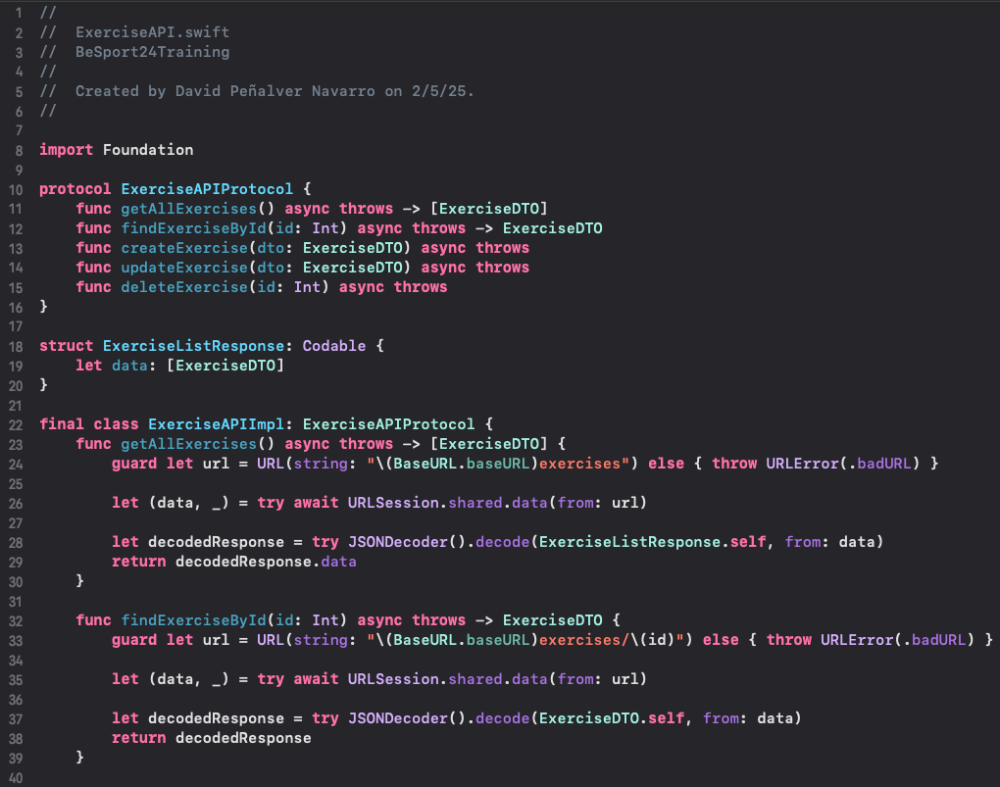 1 //
2 //  ExerciseAPI.swift
3 //  BeSport24Training
4 //
5 //  Created by David Peñalver Navarro on 2/5/25.
6 //
7
8 import Foundation
9
10 protocol ExerciseAPIProtocol {
11     func getAllExercises() async throws -> [ExerciseDTO]
12     func findExerciseById(id: Int) async throws -> ExerciseDTO
13     func createExercise(dto: ExerciseDTO) async throws
14     func updateExercise(dto: ExerciseDTO) async throws
15     func deleteExercise(id: Int) async throws
16 }
17
18 struct ExerciseListResponse: Codable {
19     let data: [ExerciseDTO]
20 }
21
22 final class ExerciseAPIImpl: ExerciseAPIProtocol {
23     func getAllExercises() async throws -> [ExerciseDTO] {
24         guard let url = URL(string: "\(BaseURL.baseURL)exercises") else { throw URLError(.badURL) }
25
26         let (data, _) = try await URLSession.shared.data(from: url)
27
28         let decodedResponse = try JSONDecoder().decode(ExerciseListResponse.self, from: data)
29         return decodedResponse.data
30     }
31
32     func findExerciseById(id: Int) async throws -> ExerciseDTO {
33         guard let url = URL(string: "\(BaseURL.baseURL)exercises/\(id)") else { throw URLError(.badURL) }
34
35         let (data, _) = try await URLSession.shared.data(from: url)
36
37         let decodedResponse = try JSONDecoder().decode(ExerciseDTO.self, from: data)
38         return decodedResponse
39     }
40